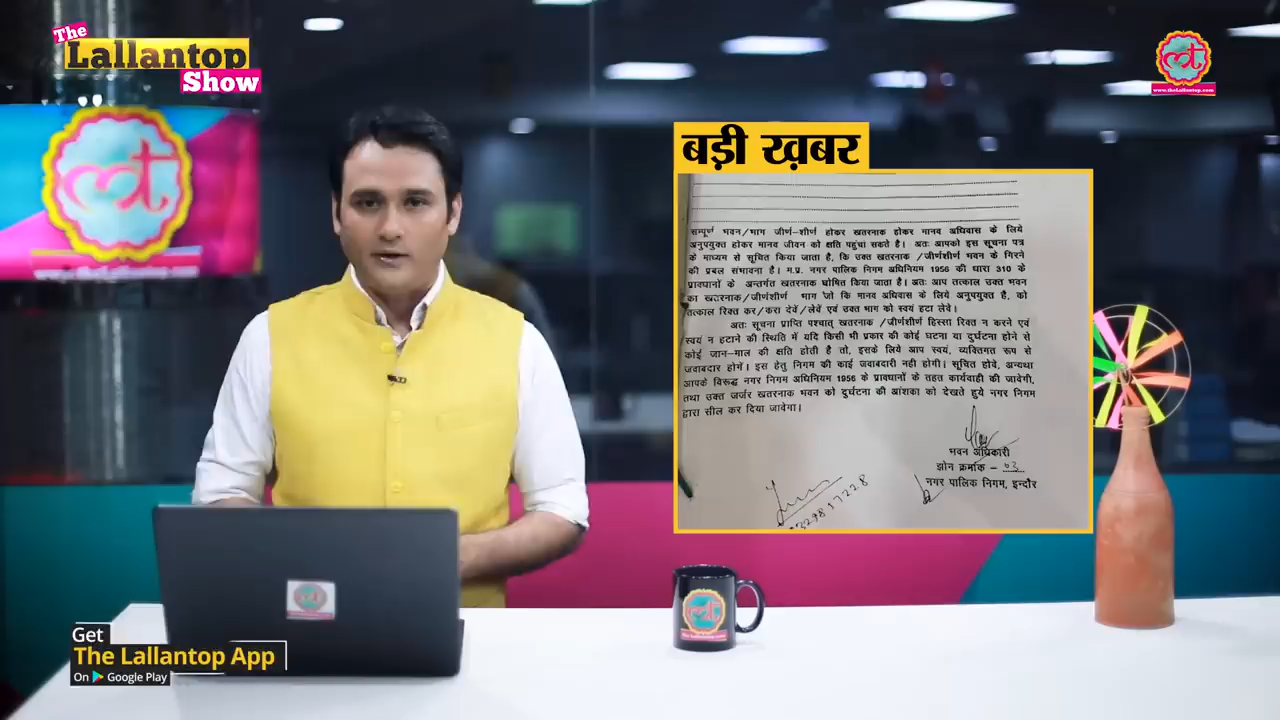 The
Lallantop
Show
www.theLallantop.com
बड़ी ख़बर
सम्पूर्ण भवन/भाग जीर्ण-शीर्ण होकर खतरनाक होकर मानव अधिवास के लिये
अनुपयुक्त होकर मानव जीवन को क्षति पहुंचा सकते है। अतः आपको इस सूचना पत्र
के माध्यम से सूचित किया जाता है, कि उक्त खतरनाक /जीर्णशीर्ण भवन के गिरने
की प्रबल संभावना है। म.प्र. नगर पालिक निगम अधिनियम 1956 की धारा 310 के
प्रावधानों के अन्तर्गत खतरनाक घोषित किया जाता है। अतः आप तत्काल उक्त भवन
का खतरनाक/जीर्णशीर्ण भाग जो कि मानव अधिवास के लिये अनुपयुक्त है, को
तत्काल रिक्त कर/करा देवें/लेवें एवं उक्त भाग को स्वयं हटा लेवे।
अतः सूचना प्राप्ति पश्चात् खतरनाक /जीर्णशीर्ण हिस्सा रिक्त न करने एवं
स्वयं न हटाने की स्थिति में यदि किसी भी प्रकार की कोई घटना या दुर्घटना होने से
कोई जान-माल की क्षति होती है तो, इसके लिये आप स्वयं, व्यक्तिगत रूप से
जवाबदार होगें। इस हेतु निगम की काई जवाबदारी नही होगी। सूचित होवे, अन्यथा
आपके विरूद्ध नगर निगम अधिनियम 1956 के प्रावधानों के तहत कार्यवाही की जावेगी,
तथा उक्त जर्जर खतरनाक भवन को दुर्घटना की आंशका को देखते हुये नगर निगम
द्वारा सील कर दिया जावेगा।
भवन अधिकारी
झोन क्रमांक - 03
नगर पालिक निगम, इन्दौर
Get
The Lallantop App
On Google Play